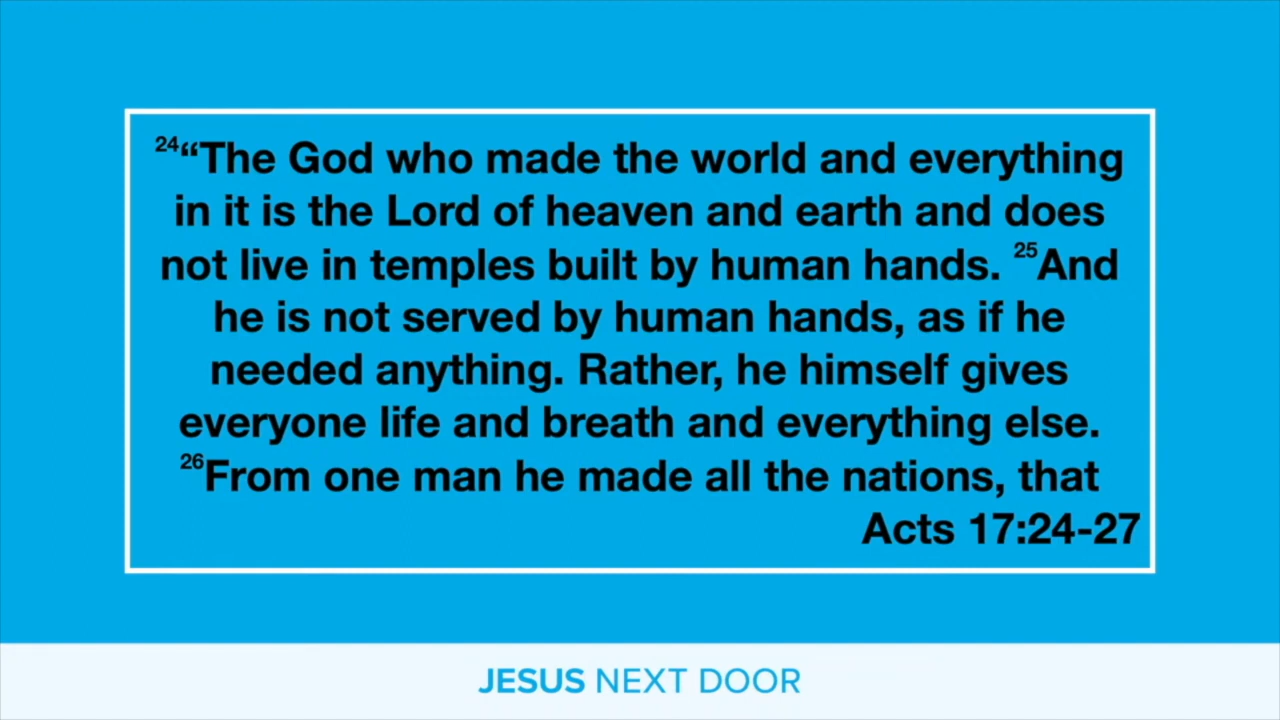 24“The God who made the world and everything
in it is the Lord of heaven and earth and does
not live in temples built by human hands. 25And
he is not served by human hands, as if he
needed anything. Rather, he himself gives
everyone life and breath and everything else.
26From one man he made all the nations, that
Acts 17:24-27
JESUS NEXT DOOR